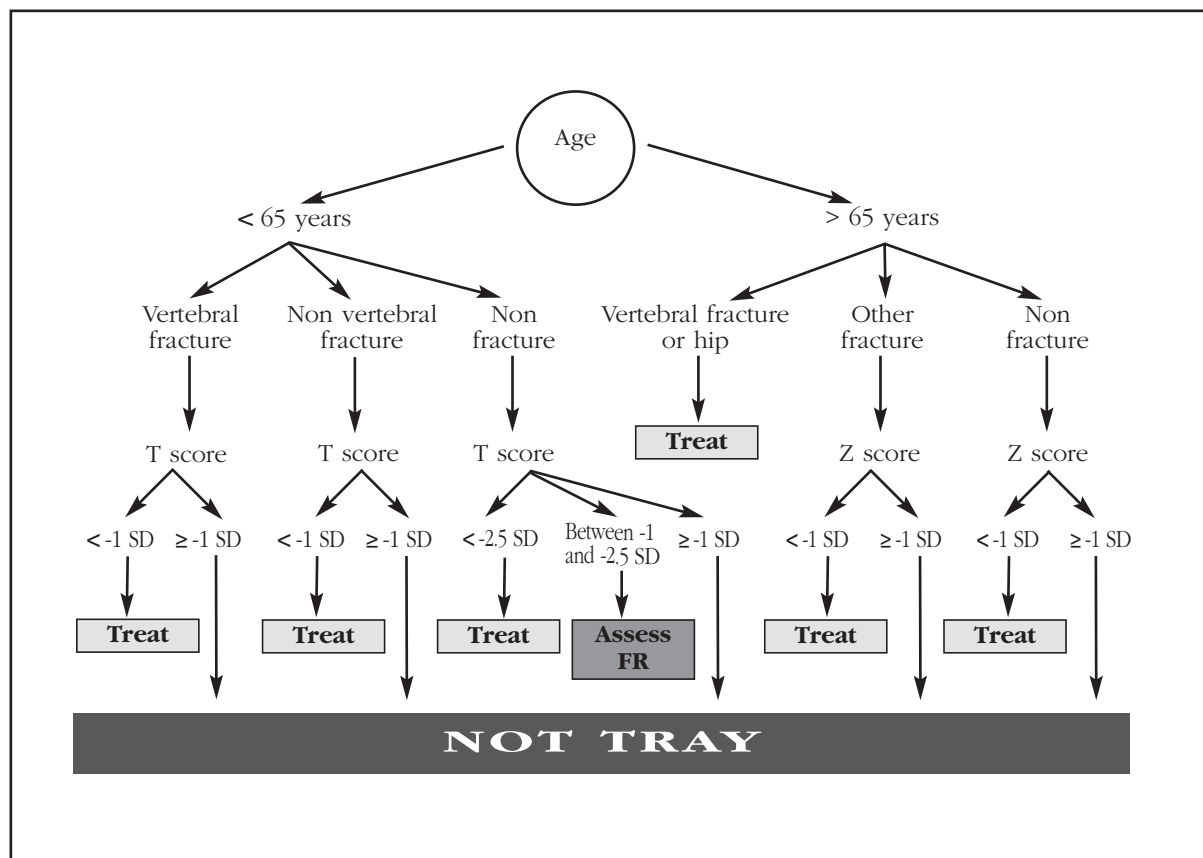 Age
< 65 years
> 65 years
Vertebral
fracture
Non vertebral
fracture
Non
fracture
Vertebral fracture
or hip
Other
fracture
Non
fracture
Treat
T score
T score
T score
Z score
Z score
< -1 SD
≥ -1 SD
< -1 SD
≥ -1 SD
< -2.5 SD
Between -1
and -2.5 SD
≥ -1 SD
< -1 SD
≥ -1 SD
< -1 SD
≥ -1 SD
Treat
Treat
Treat
Assess
FR
Treat
Treat
NOT TRAY